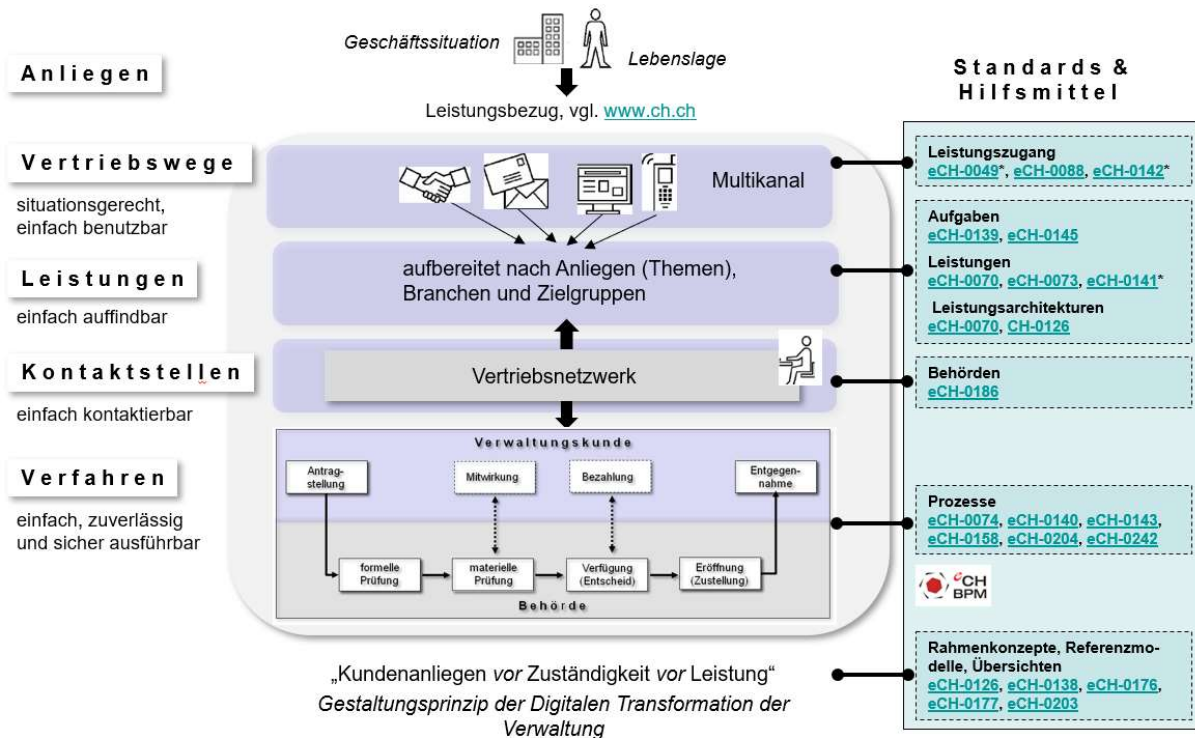 Geschäftssituation
Lebenslage
Anliegen
Leistungsbezug, vgl. www.ch.ch
Vertriebswege
situationsgerecht,
einfach benutzbar
Multikanal
Leistungen
einfach auffindbar
aufbereitet nach Anliegen (Themen),
Branchen und Zielgruppen
Kontaktstellen
einfach kontaktierbar
Vertriebsnetzwerk
Verfahren
einfach, zuverlässig
und sicher ausführbar
Verwaltungskunde
Antrag-
stellung
Mitwirkung
Bezahlung
Entgegen-
nahme
formelle
Prüfung
materielle
Prüfung
Verfügung
(Entscheid)
Eröffnung
(Zustellung)
Behörde
„Kundenanliegen vor Zuständigkeit vor Leistung“
Gestaltungsprinzip der Digitalen Transformation der
Verwaltung
Standards &
Hilfsmittel
Leistungszugang
eCH-0049*, eCH-0088, eCH-0142*
Aufgaben
eCH-0139, eCH-0145
Leistungen
eCH-0070, eCH-0073, eCH-0141*
Leistungsarchitekturen
eCH-0070, CH-0126
Behörden
eCH-0186
Prozesse
eCH-0074, eCH-0140, eCH-0143,
eCH-0158, eCH-0204, eCH-0242
eCH
BPM
Rahmenkonzepte, Referenzmo-
delle, Übersichten
eCH-0126, eCH-0138, eCH-0176,
eCH-0177, eCH-0203